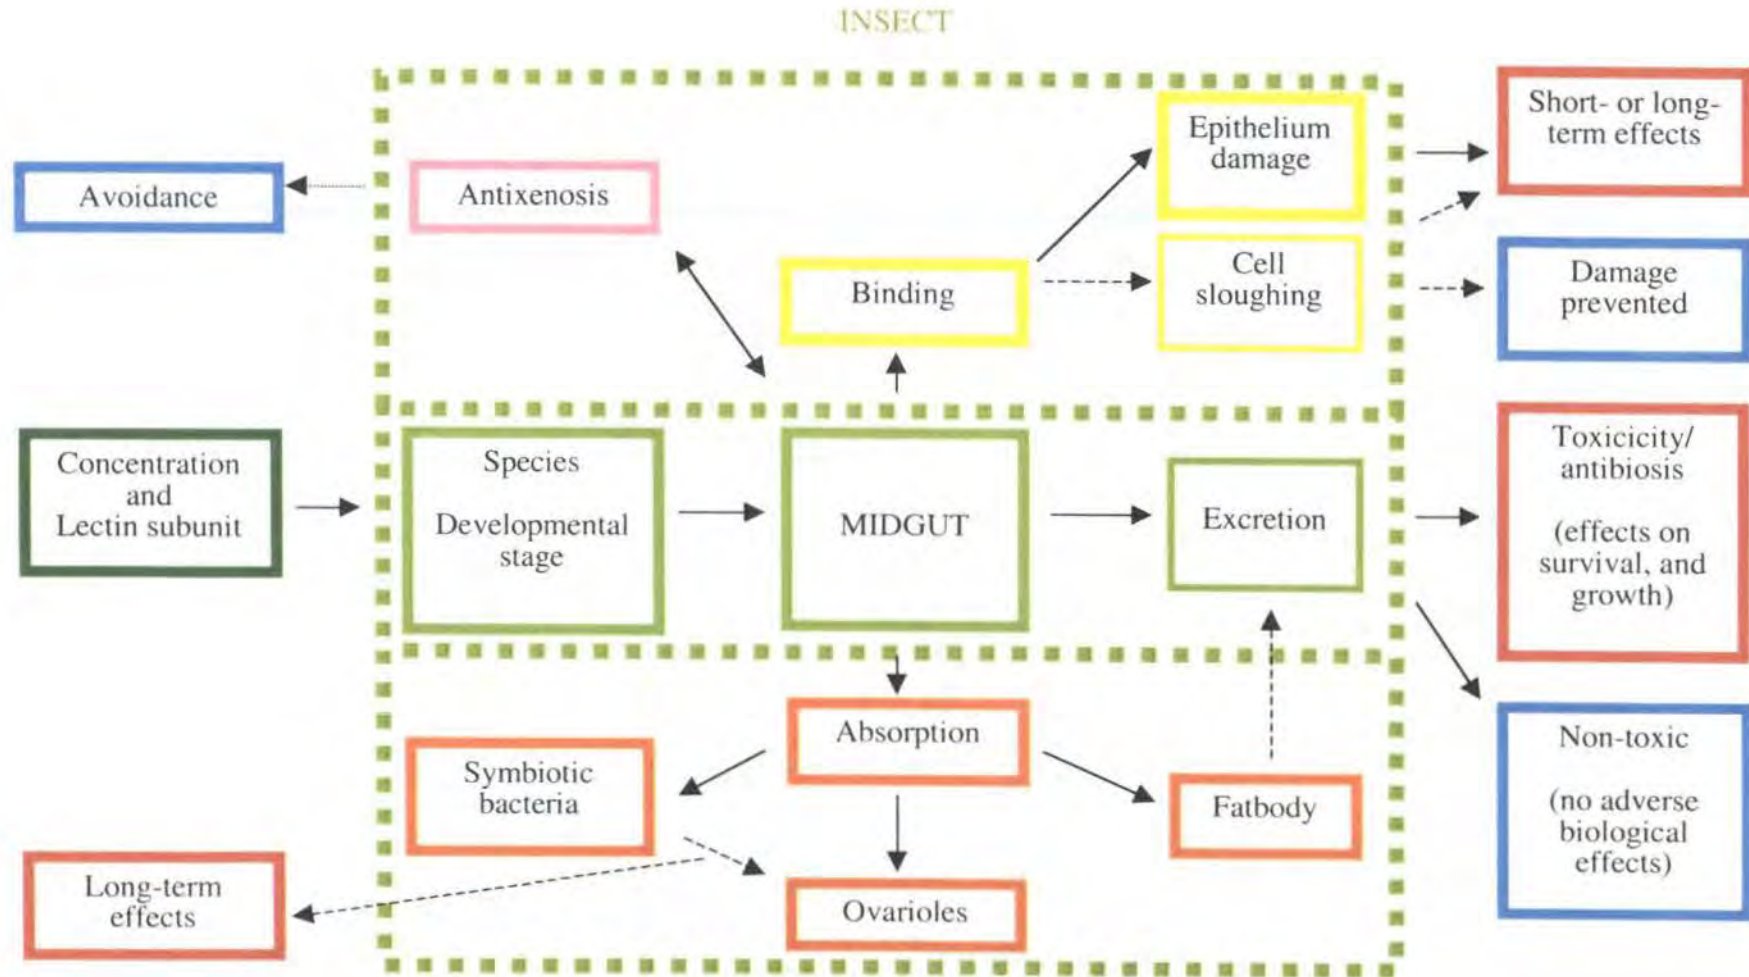 INSECT
Avoidance
Antixenosis
Binding
Epithelium
damage
Cell
sloughing
Short- or long-
term effects
Damage
prevented
Concentration
and
Lectin subunit
Species
Developmental
stage
MIDGUT
Excretion
Toxicicity/
antibiosis
(effects on
survival, and
growth)
Absorption
Symbiotic
bacteria
Fatbody
Ovarioles
Long-term
effects
Non-toxic
(no adverse
biological
effects)